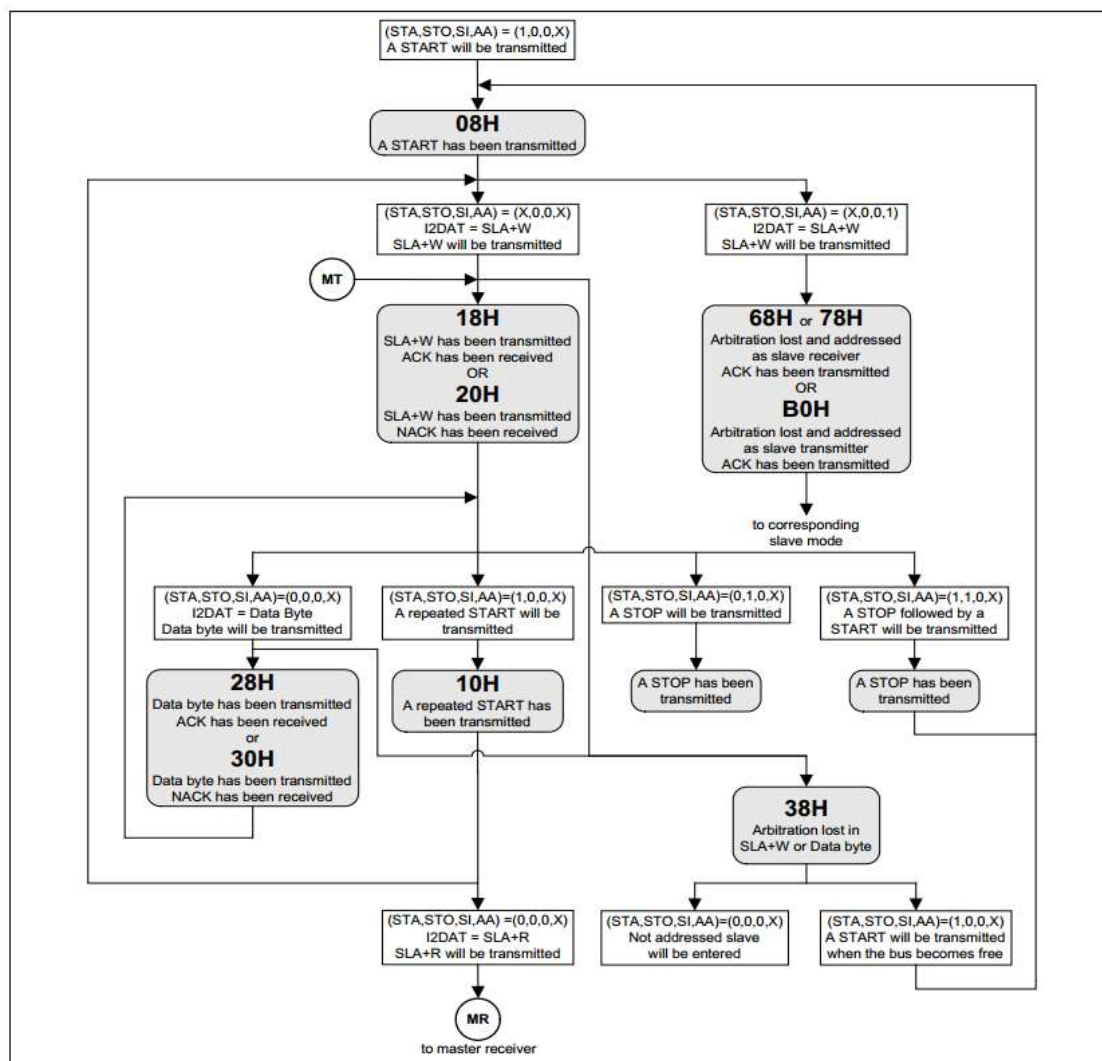 (STA,STO,SI,AA) = (1,0,0,X)
A START will be transmitted
08H
A START has been transmitted
(STA,STO,SI,AA) = (X,0,0,X)
I2DAT = SLA+W
SLA+W will be transmitted
(STA,STO,SI,AA) = (X,0,0,1)
I2DAT = SLA+W
SLA+W will be transmitted
MT
18H
SLA+W has been transmitted
ACK has been received
OR
20H
SLA+W has been transmitted
NACK has been received
68H or 78H
Arbitration lost and addressed
as slave receiver
ACK has been transmitted
OR
B0H
Arbitration lost and addressed
as slave transmitter
ACK has been transmitted
to corresponding
slave mode
(STA,STO,SI,AA)=(0,0,0,X)
I2DAT = Data Byte
Data byte will be transmitted
(STA,STO,SI,AA)=(1,0,0,X)
A repeated START will be
transmitted
(STA,STO,SI,AA)=(0,1,0,X)
A STOP will be transmitted
(STA,STO,SI,AA)=(1,1,0,X)
A STOP followed by a
START will be transmitted
28H
Data byte has been transmitted
ACK has been received
or
30H
Data byte has been transmitted
NACK has been received
10H
A repeated START has
been transmitted
A STOP has been
transmitted
A STOP has been
transmitted
38H
Arbitration lost in
SLA+W or Data byte
(STA,STO,SI,AA) =(0,0,0,X)
I2DAT = SLA+R
SLA+R will be transmitted
(STA,STO,SI,AA)=(0,0,0,X)
Not addressed slave
will be entered
(STA,STO,SI,AA)=(1,0,0,X)
A START will be transmitted
when the bus becomes free
MR
to master receiver